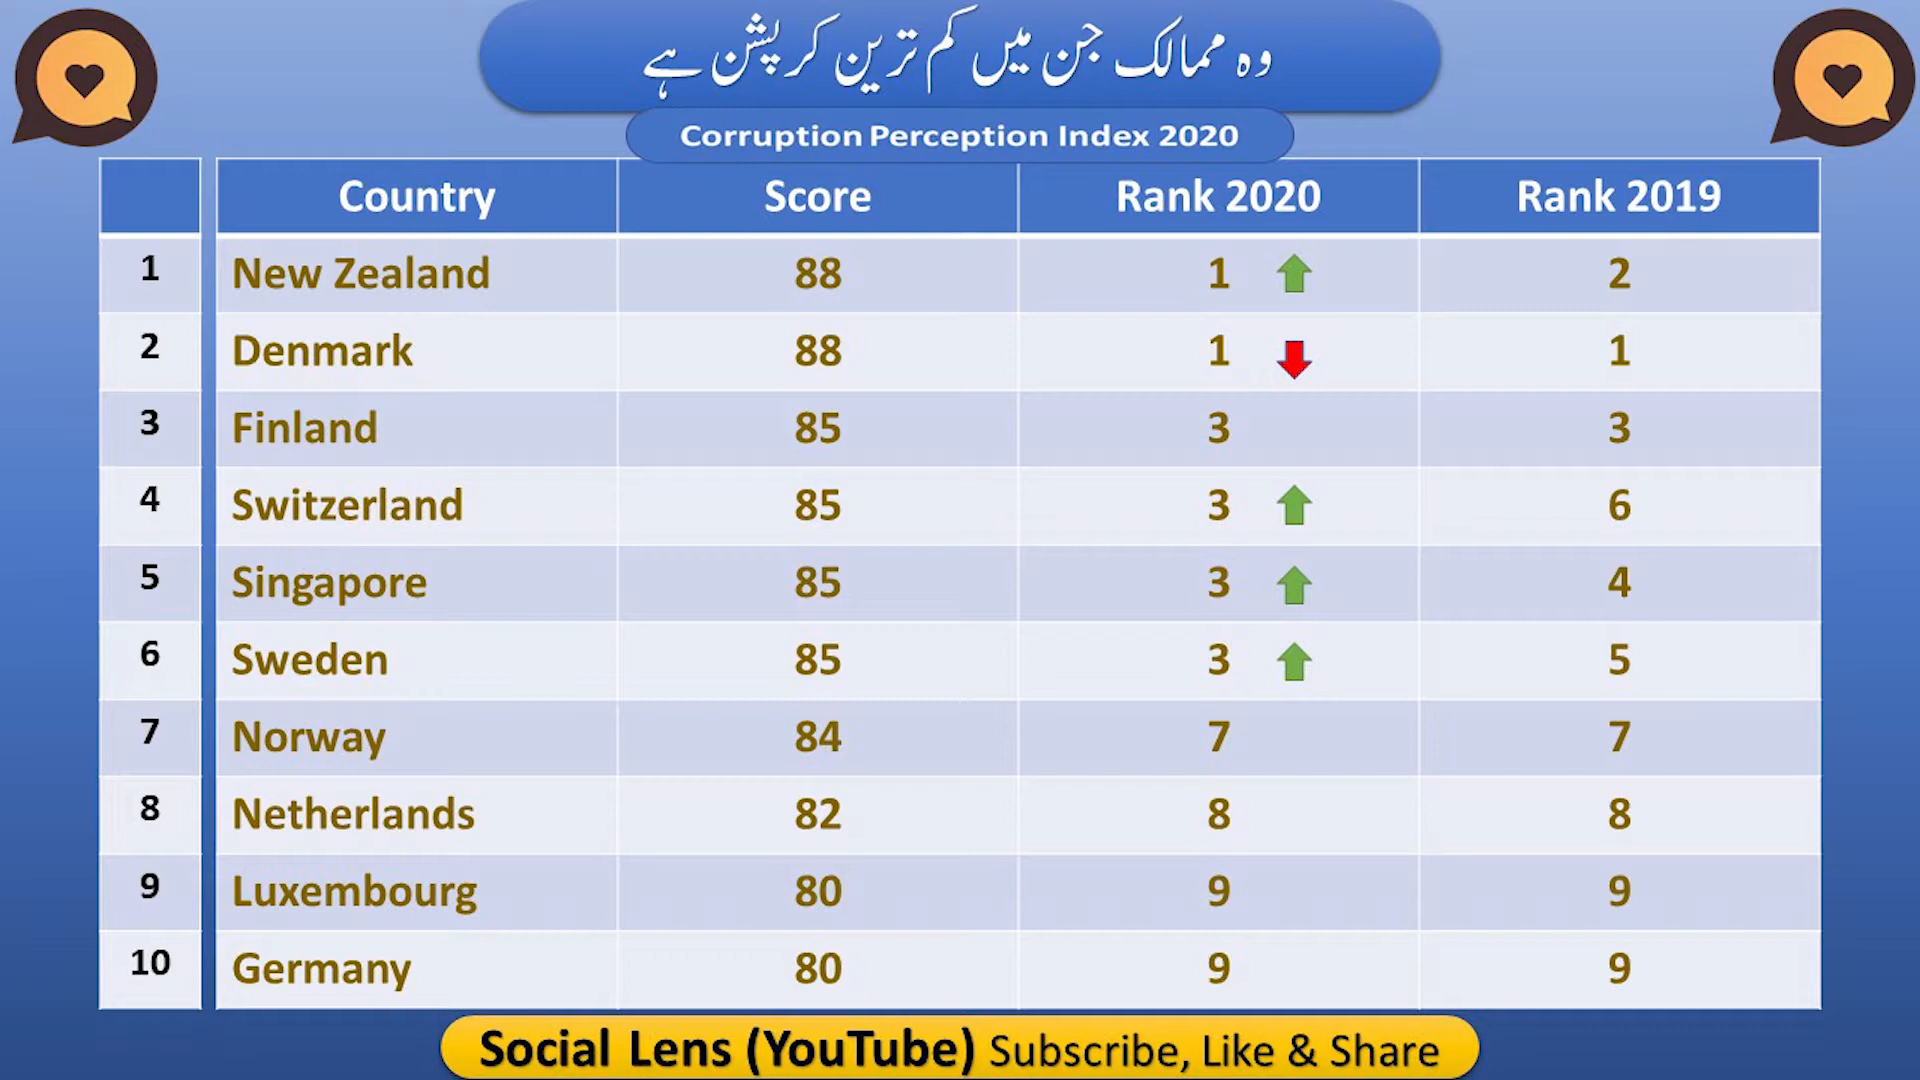 وہ ممالک جن میں کم ترین کرپشن ہے
Corruption Perception Index 2020
Country Score Rank 2020 Rank 2019
1 New Zealand 88 1 2
2 Denmark 88 1 1
3 Finland 85 3 3
4 Switzerland 85 3 6
5 Singapore 85 3 4
6 Sweden 85 3 5
7 Norway 84 7 7
8 Netherlands 82 8 8
9 Luxembourg 80 9 9
10 Germany 80 9 9
Social Lens (YouTube) Subscribe, Like & Share